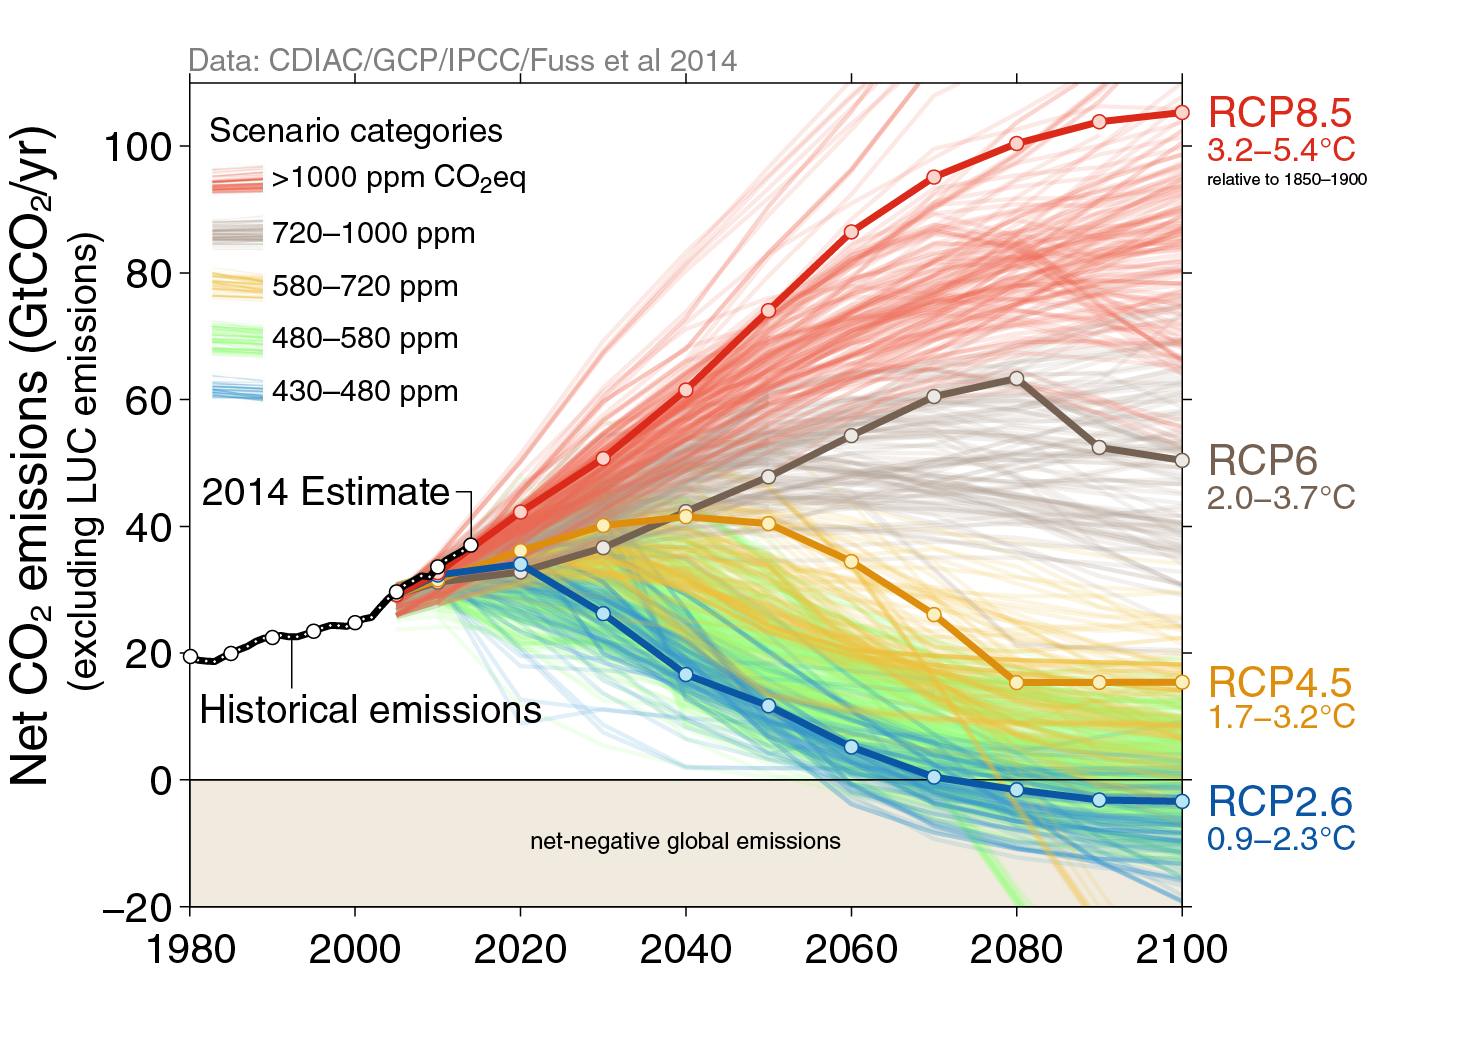 Data: CDIAC/GCP/IPCC/Fuss et al 2014
Net CO₂ emissions (GtCO₂/yr)
(excluding LUC emissions)
100
80
60
40
20
0
−20
1980
2000
2020
2040
2060
2080
2100
Scenario categories
>1000 ppm CO₂eq
720–1000 ppm
580–720 ppm
480–580 ppm
430–480 ppm
2014 Estimate
Historical emissions
net-negative global emissions
RCP8.5
3.2–5.4°C
relative to 1850–1900
RCP6
2.0–3.7°C
RCP4.5
1.7–3.2°C
RCP2.6
0.9–2.3°C